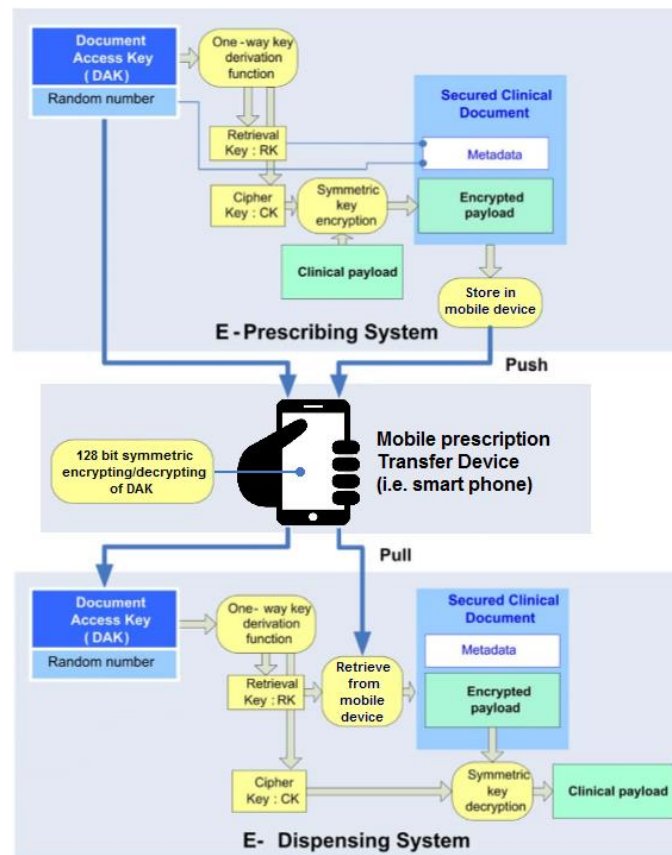 Document
Access Key
( DAK)
Random number
One-way key
derivation
function
Retrieval
Key : RK
Cipher
Key : CK
Symmetric
key
encryption
Clinical payload
Secured Clinical
Document
Metadata
Encrypted
payload
Store in
mobile device
E - Prescribing System
Push
128 bit symmetric
encrypting/decrypting
of DAK
Mobile prescription
Transfer Device
(i.e. smart phone)
Pull
Document
Access Key
( DAK)
Random number
One- way key
derivation
function
Retrieval
Key : RK
Cipher
Key : CK
Retrieve
from
mobile
device
Secured Clinical
Document
Metadata
Encrypted
payload
Symmetric
key
decryption
Clinical payload
E- Dispensing System